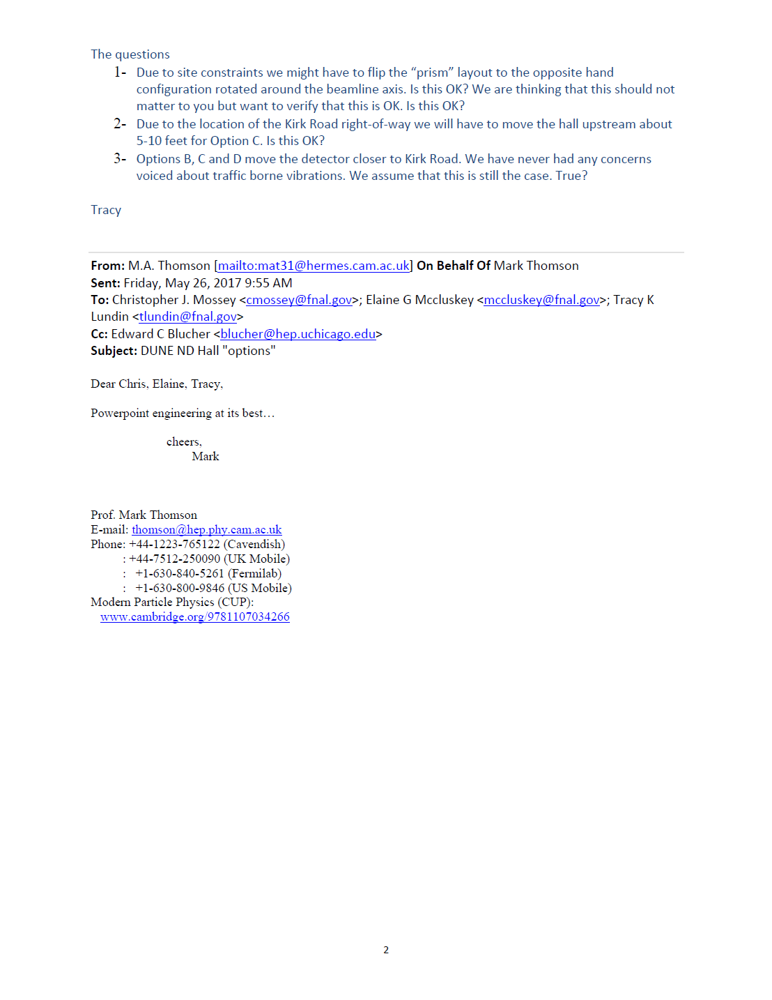 The questions
1- Due to site constraints we might have to flip the “prism” layout to the opposite hand
configuration rotated around the beamline axis. Is this OK? We are thinking that this should not
matter to you but want to verify that this is OK. Is this OK?
2- Due to the location of the Kirk Road right-of-way we will have to move the hall upstream about
5-10 feet for Option C. Is this OK?
3- Options B, C and D move the detector closer to Kirk Road. We have never had any concerns
voiced about traffic borne vibrations. We assume that this is still the case. True?
Tracy
From: M.A. Thomson [mailto:mat31@hermes.cam.ac.uk] On Behalf Of Mark Thomson
Sent: Friday, May 26, 2017 9:55 AM
To: Christopher J. Mossey <cmossey@fnal.gov>; Elaine G Mccluskey <mccluskey@fnal.gov>; Tracy K
Lundin <tlundin@fnal.gov>
Cc: Edward C Blucher <blucher@hep.uchicago.edu>
Subject: DUNE ND Hall "options"
Dear Chris, Elaine, Tracy,
Powerpoint engineering at its best…
cheers,
Mark
Prof. Mark Thomson
E-mail: thomson@hep.phy.cam.ac.uk
Phone: +44-1223-765122 (Cavendish)
: +44-7512-250090 (UK Mobile)
: +1-630-840-5261 (Fermilab)
: +1-630-800-9846 (US Mobile)
Modern Particle Physics (CUP):
www.cambridge.org/9781107034266
2